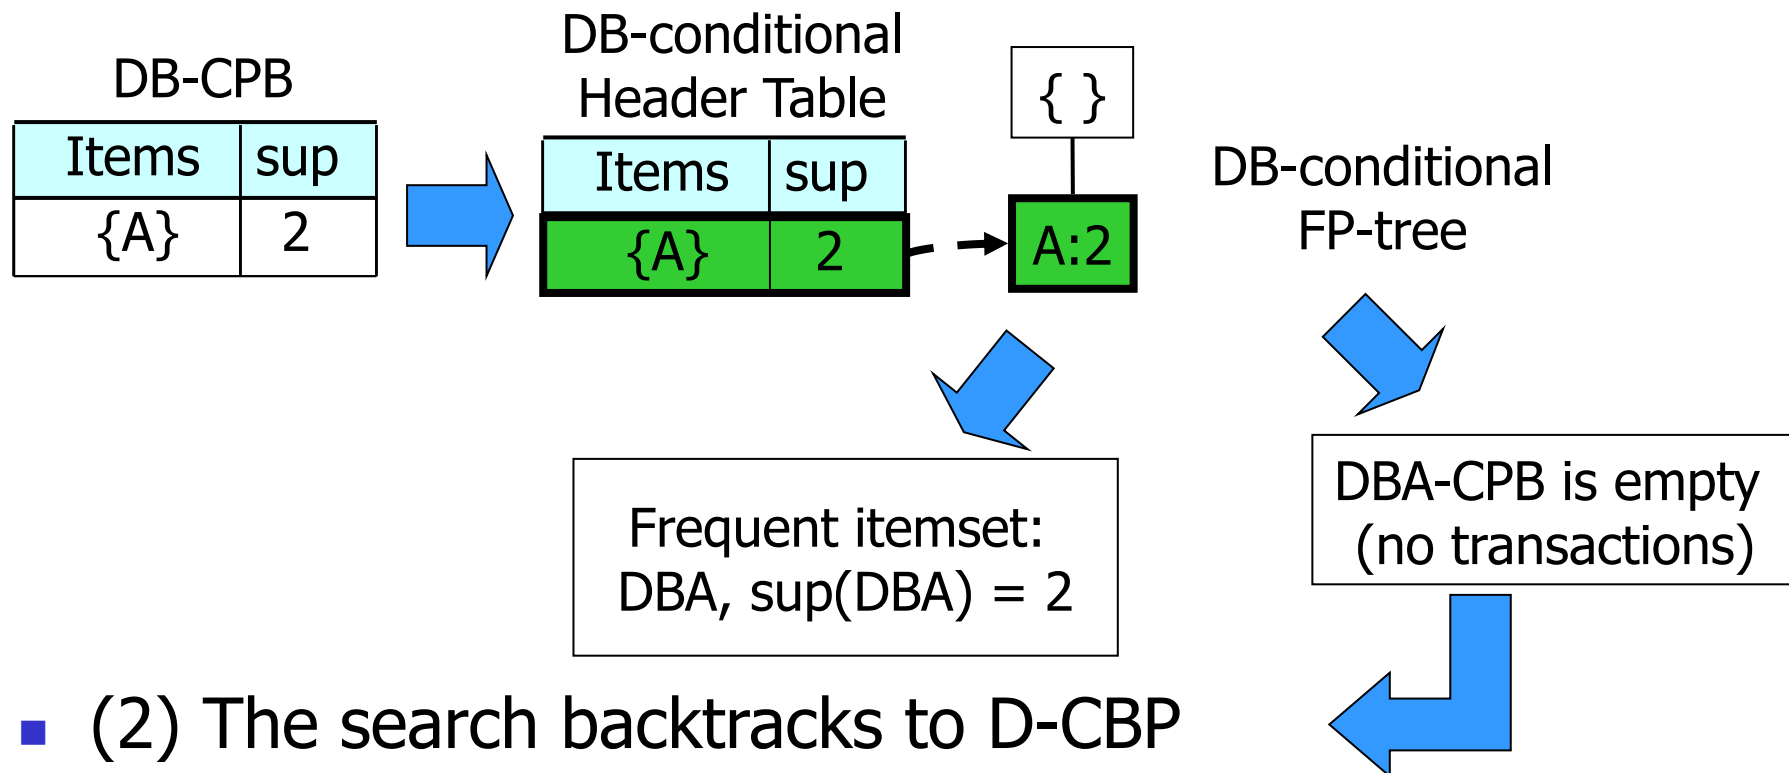 DB-CPB
Items sup
{A} 2
DB-conditional
Header Table
Items sup
{A} 2
{ }
A:2
DB-conditional
FP-tree
Frequent itemset:
DBA, sup(DBA) = 2
DBA-CPB is empty
(no transactions)
(2) The search backtracks to D-CBP